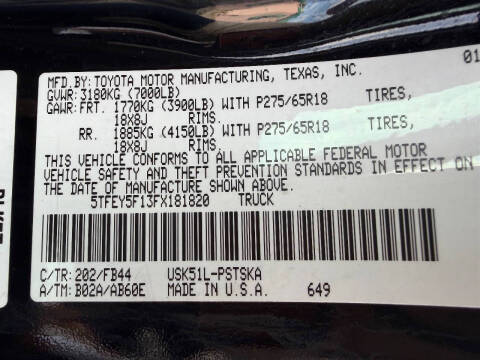 01
MFD.BY: TOYOTA MOTOR MANUFACTURING, TEXAS, INC.
GVWR: 3180KG (7000LB)
GAWR: FRT. 1770KG (3900LB) WITH P275/65R18 TIRES,
18X8J RIMS.
RR. 1885KG (4150LB) WITH P275/65R18 TIRES,
18X8J RIMS.
THIS VEHICLE CONFORMS TO ALL APPLICABLE FEDERAL MOTOR
VEHICLE SAFETY AND THEFT PREVENTION STANDARDS IN EFFECT ON
THE DATE OF MANUFACTURE SHOWN ABOVE.
5TFEY5F13FX181820 TRUCK
C/TR: 202/FB44 USK51L-PSTSKA
A/TM: B02A/AB60E MADE IN U.S.A. 649